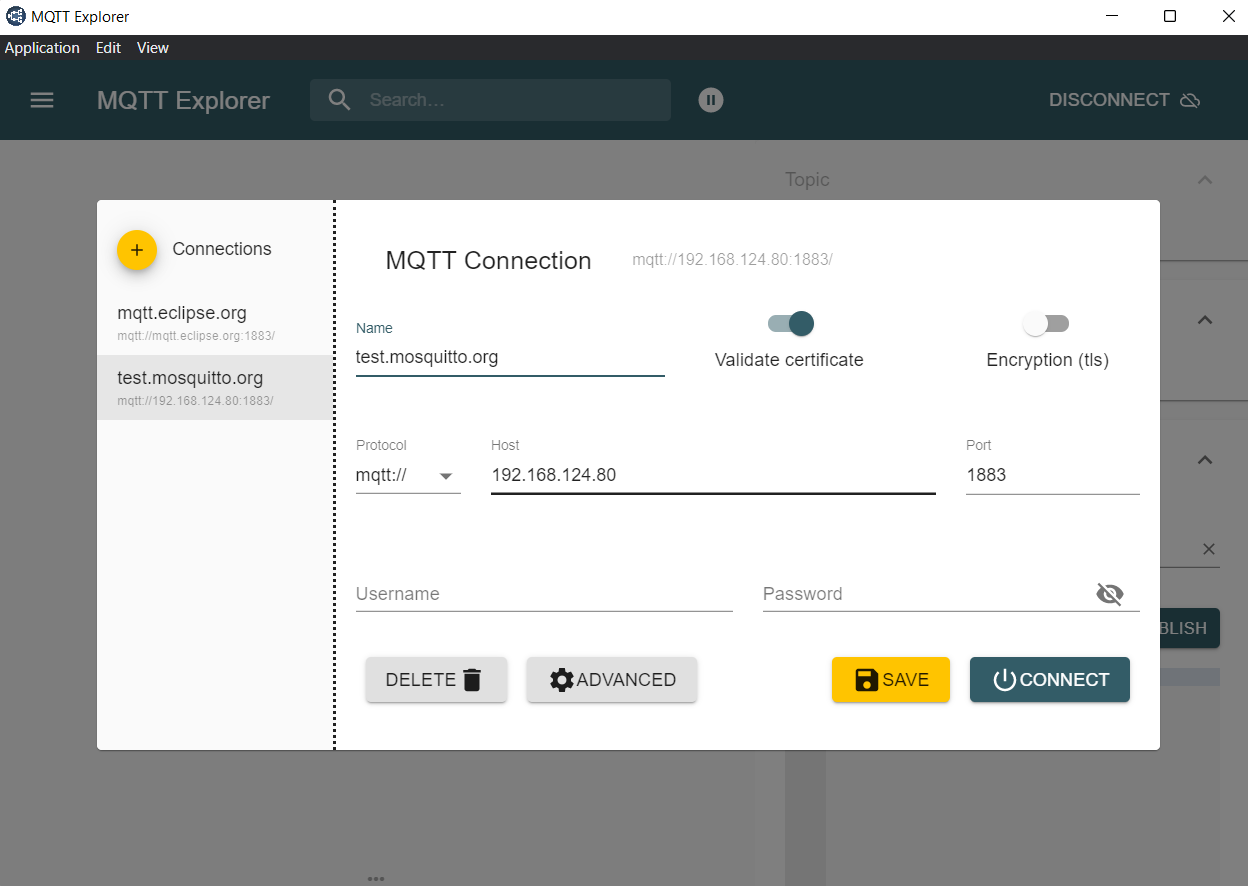 MQTT Explorer
Application Edit View
MQTT Explorer Search... DISCONNECT
Topic
Connections
mqtt.eclipse.org
mqtt://mqtt.eclipse.org:1883/
test.mosquitto.org
mqtt://192.168.124.80:1883/
MQTT Connection mqtt://192.168.124.80:1883/
Name
test.mosquitto.org
Validate certificate
Encryption (tls)
Protocol Host Port
mqtt:// 192.168.124.80 1883
Username Password
BLISH
DELETE ADVANCED SAVE CONNECT